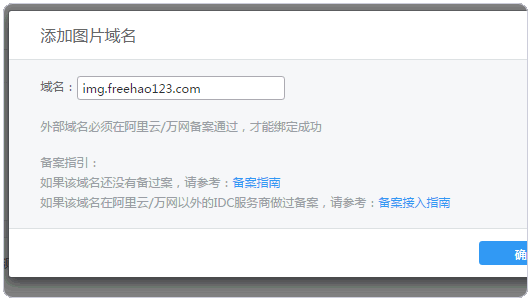 添加图片域名
域名：img.freehao123.com
外部域名必须在阿里云/万网备案通过，才能绑定成功
备案指引：
如果该域名还没有备过案，请参考：备案指南
如果该域名在阿里云/万网以外的IDC服务商做过备案，请参考：备案接入指南
确